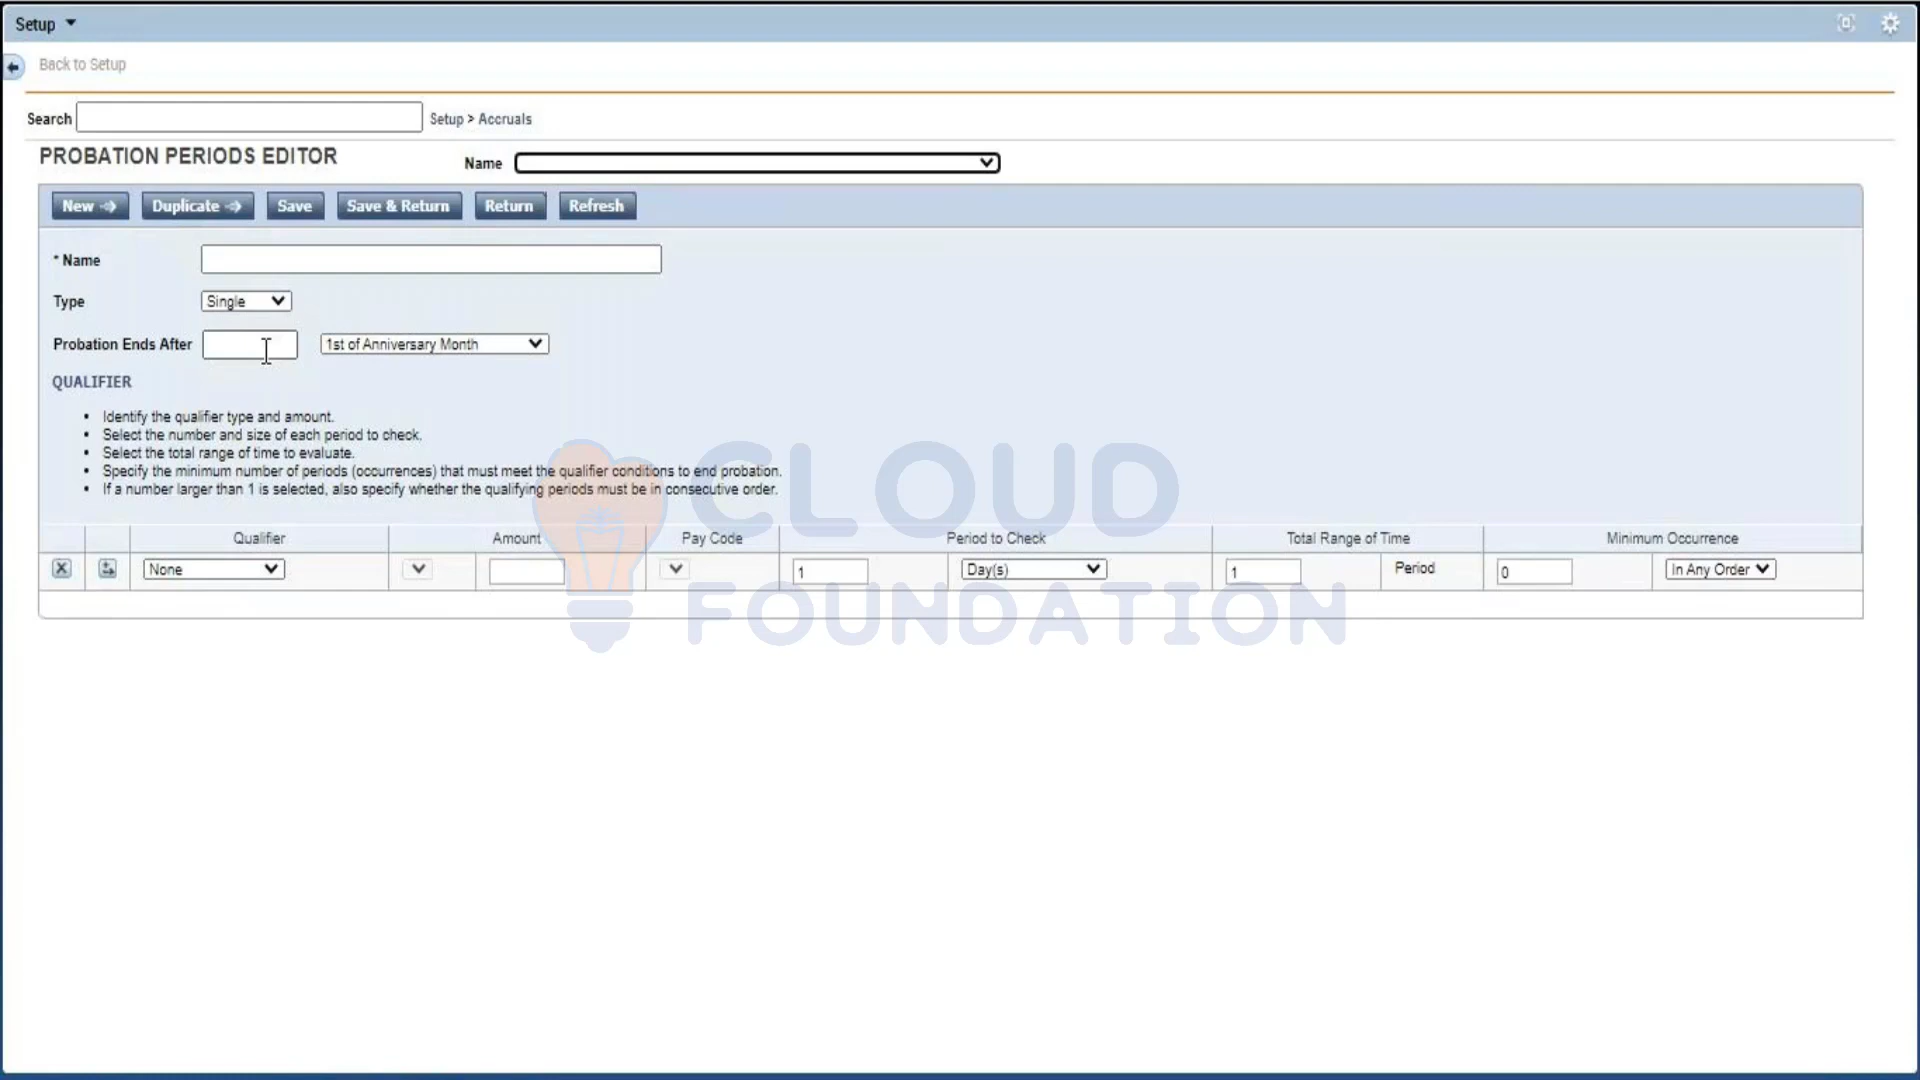 Setup
Back to Setup
Search Setup > Accruals
PROBATION PERIODS EDITOR Name
New Duplicate Save Save & Return Return Refresh
* Name
Type Single
Probation Ends After 1st of Anniversary Month
QUALIFIER
• Identify the qualifier type and amount.
• Select the number and size of each period to check.
• Select the total range of time to evaluate.
• Specify the minimum number of periods (occurrences) that must meet the qualifier conditions to end probation.
• If a number larger than 1 is selected, also specify whether the qualifying periods must be in consecutive order.
CLOUD
FOUNDATION
Qualifier Amount Pay Code Period to Check Total Range of Time Minimum Occurrence
None 1 Day(s) 1 Period 0 In Any Order